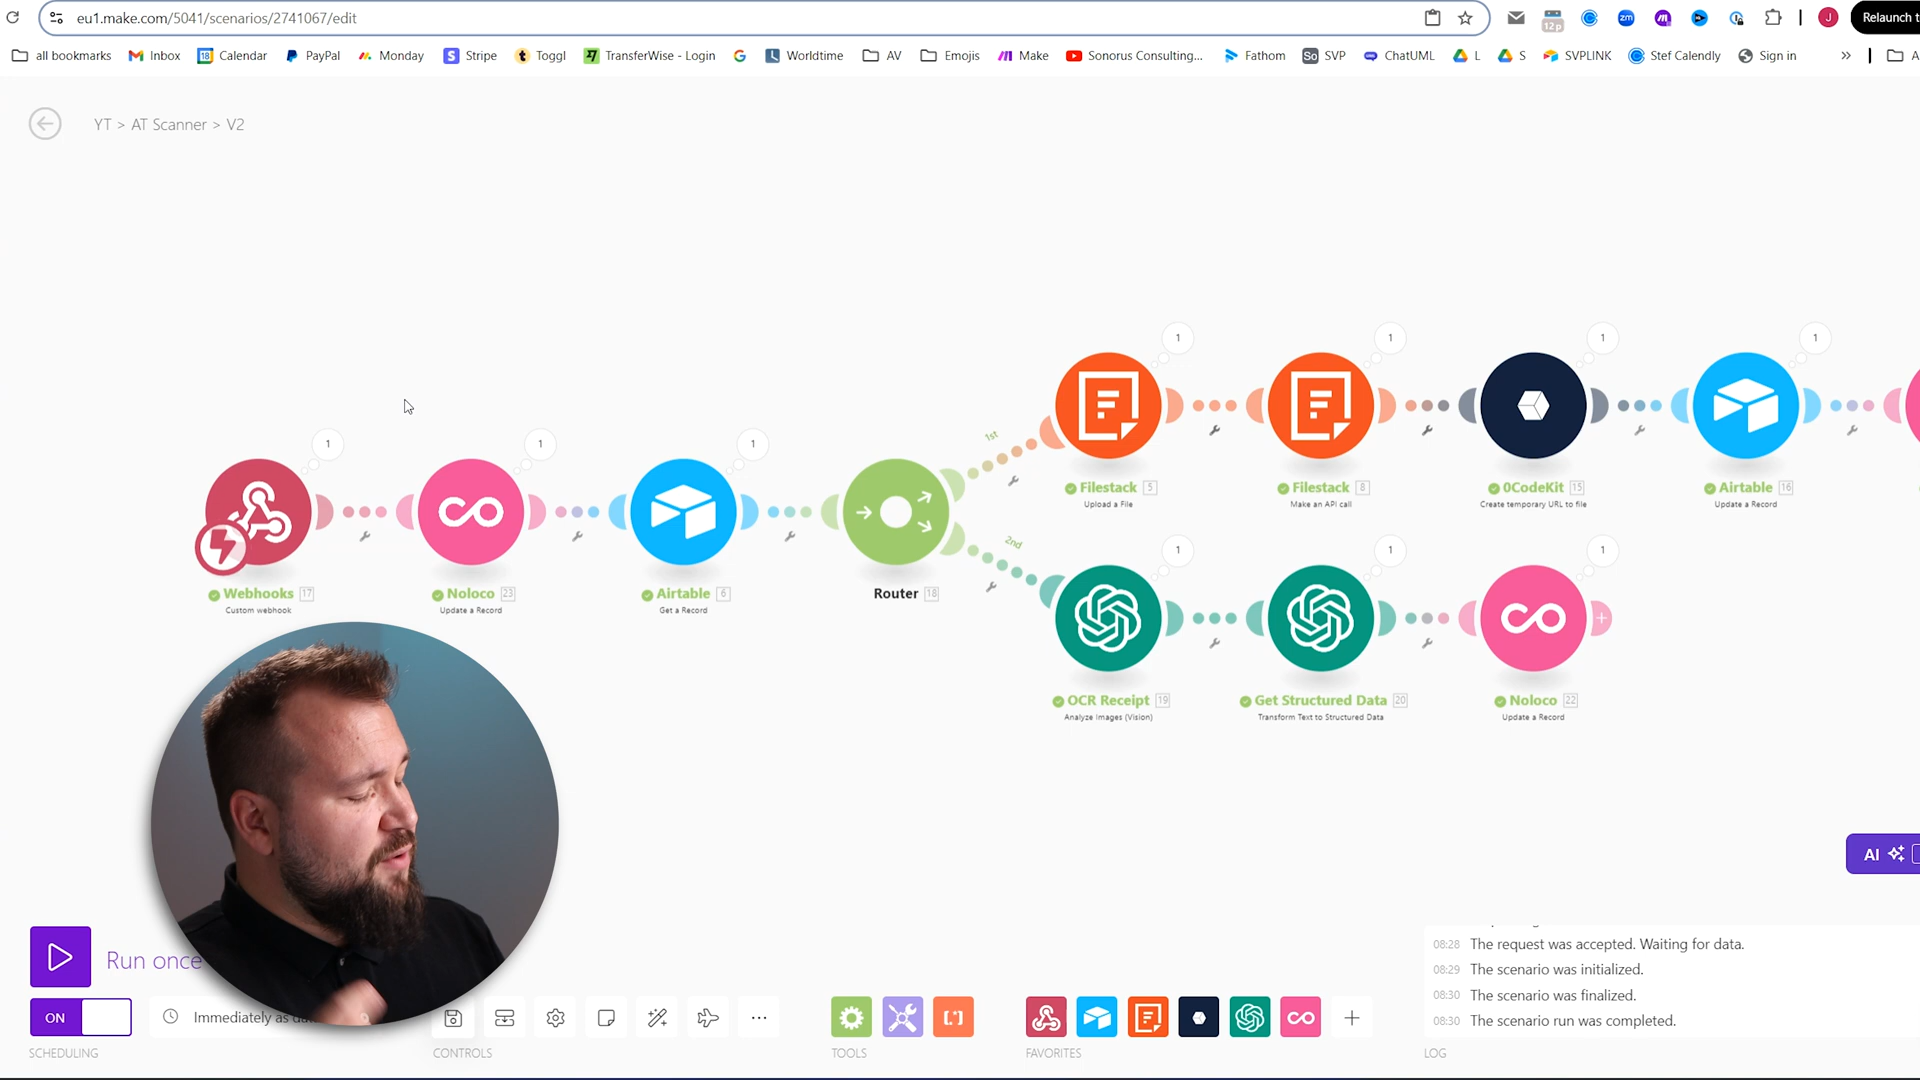 eu1.make.com/5041/scenarios/2741067/edit
12p
zm
J
Relaunch t
all bookmarks
Inbox
Calendar
PayPal
Monday
Stripe
Toggl
TransferWise - Login
Worldtime
AV
Emojis
Make
Sonorus Consulting...
Fathom
So
SVP
ChatUML
L
S
SVPLINK
Stef Calendly
Sign in
»
A
YT > AT Scanner > V2
1
1
1
1
1
1
1
1st
Filestack 5
Upload a File
Filestack 8
Make an API call
0CodeKit 15
Create temporary URL to file
Airtable 16
Update a Record
2nd
1
1
1
Webhooks 17
Custom webhook
Noloco 23
Update a Record
Airtable 6
Get a Record
Router 18
OCR Receipt 19
Analyze Images (Vision)
Get Structured Data 20
Transform Text to Structured Data
Noloco 22
Update a Record
AI
Run once
ON
Immediately as
SCHEDULING
CONTROLS
TOOLS
FAVORITES
08:28 The request was accepted. Waiting for data.
08:29 The scenario was initialized.
08:30 The scenario was finalized.
08:30 The scenario run was completed.
LOG